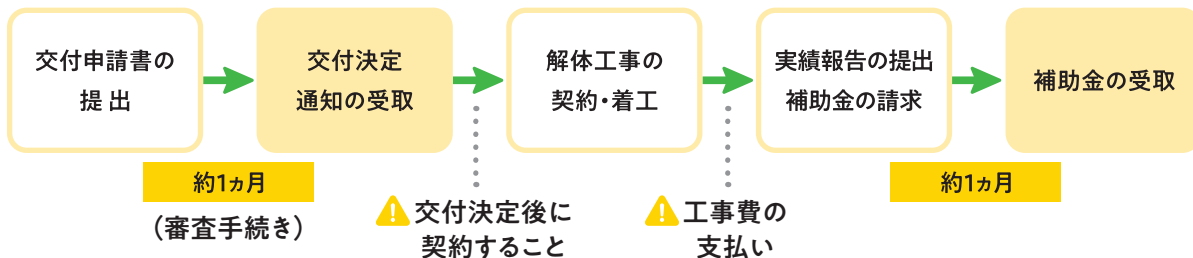 交付申請書の
提出
交付決定
通知の受取
解体工事の
契約・着工
実績報告の提出
補助金の請求
補助金の受取
約1ヵ月
(審査手続き)
交付決定後に
契約すること
工事費の
支払い
約1ヵ月